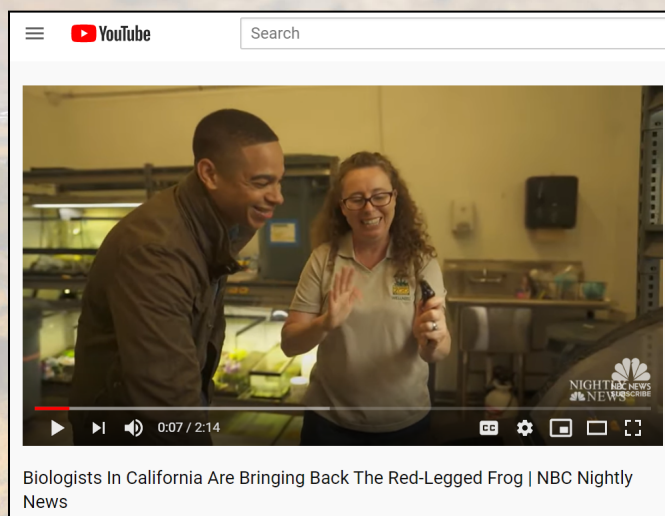 YouTube
Search
NIGHTLY
NEWS
NBC NEWS
SUBSCRIBE
CC
0:07 / 2:14
Biologists In California Are Bringing Back The Red-Legged Frog | NBC Nightly
News